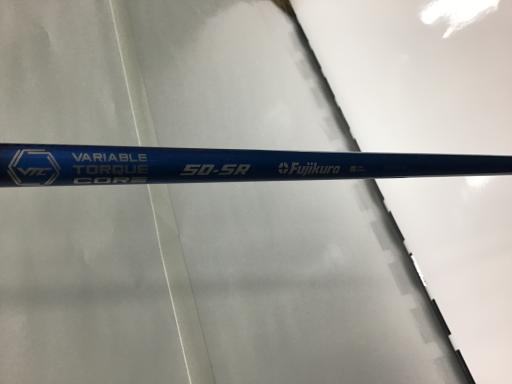 VTC
VARIABLE
TORQUE
CORE
50-SR
Fujikura